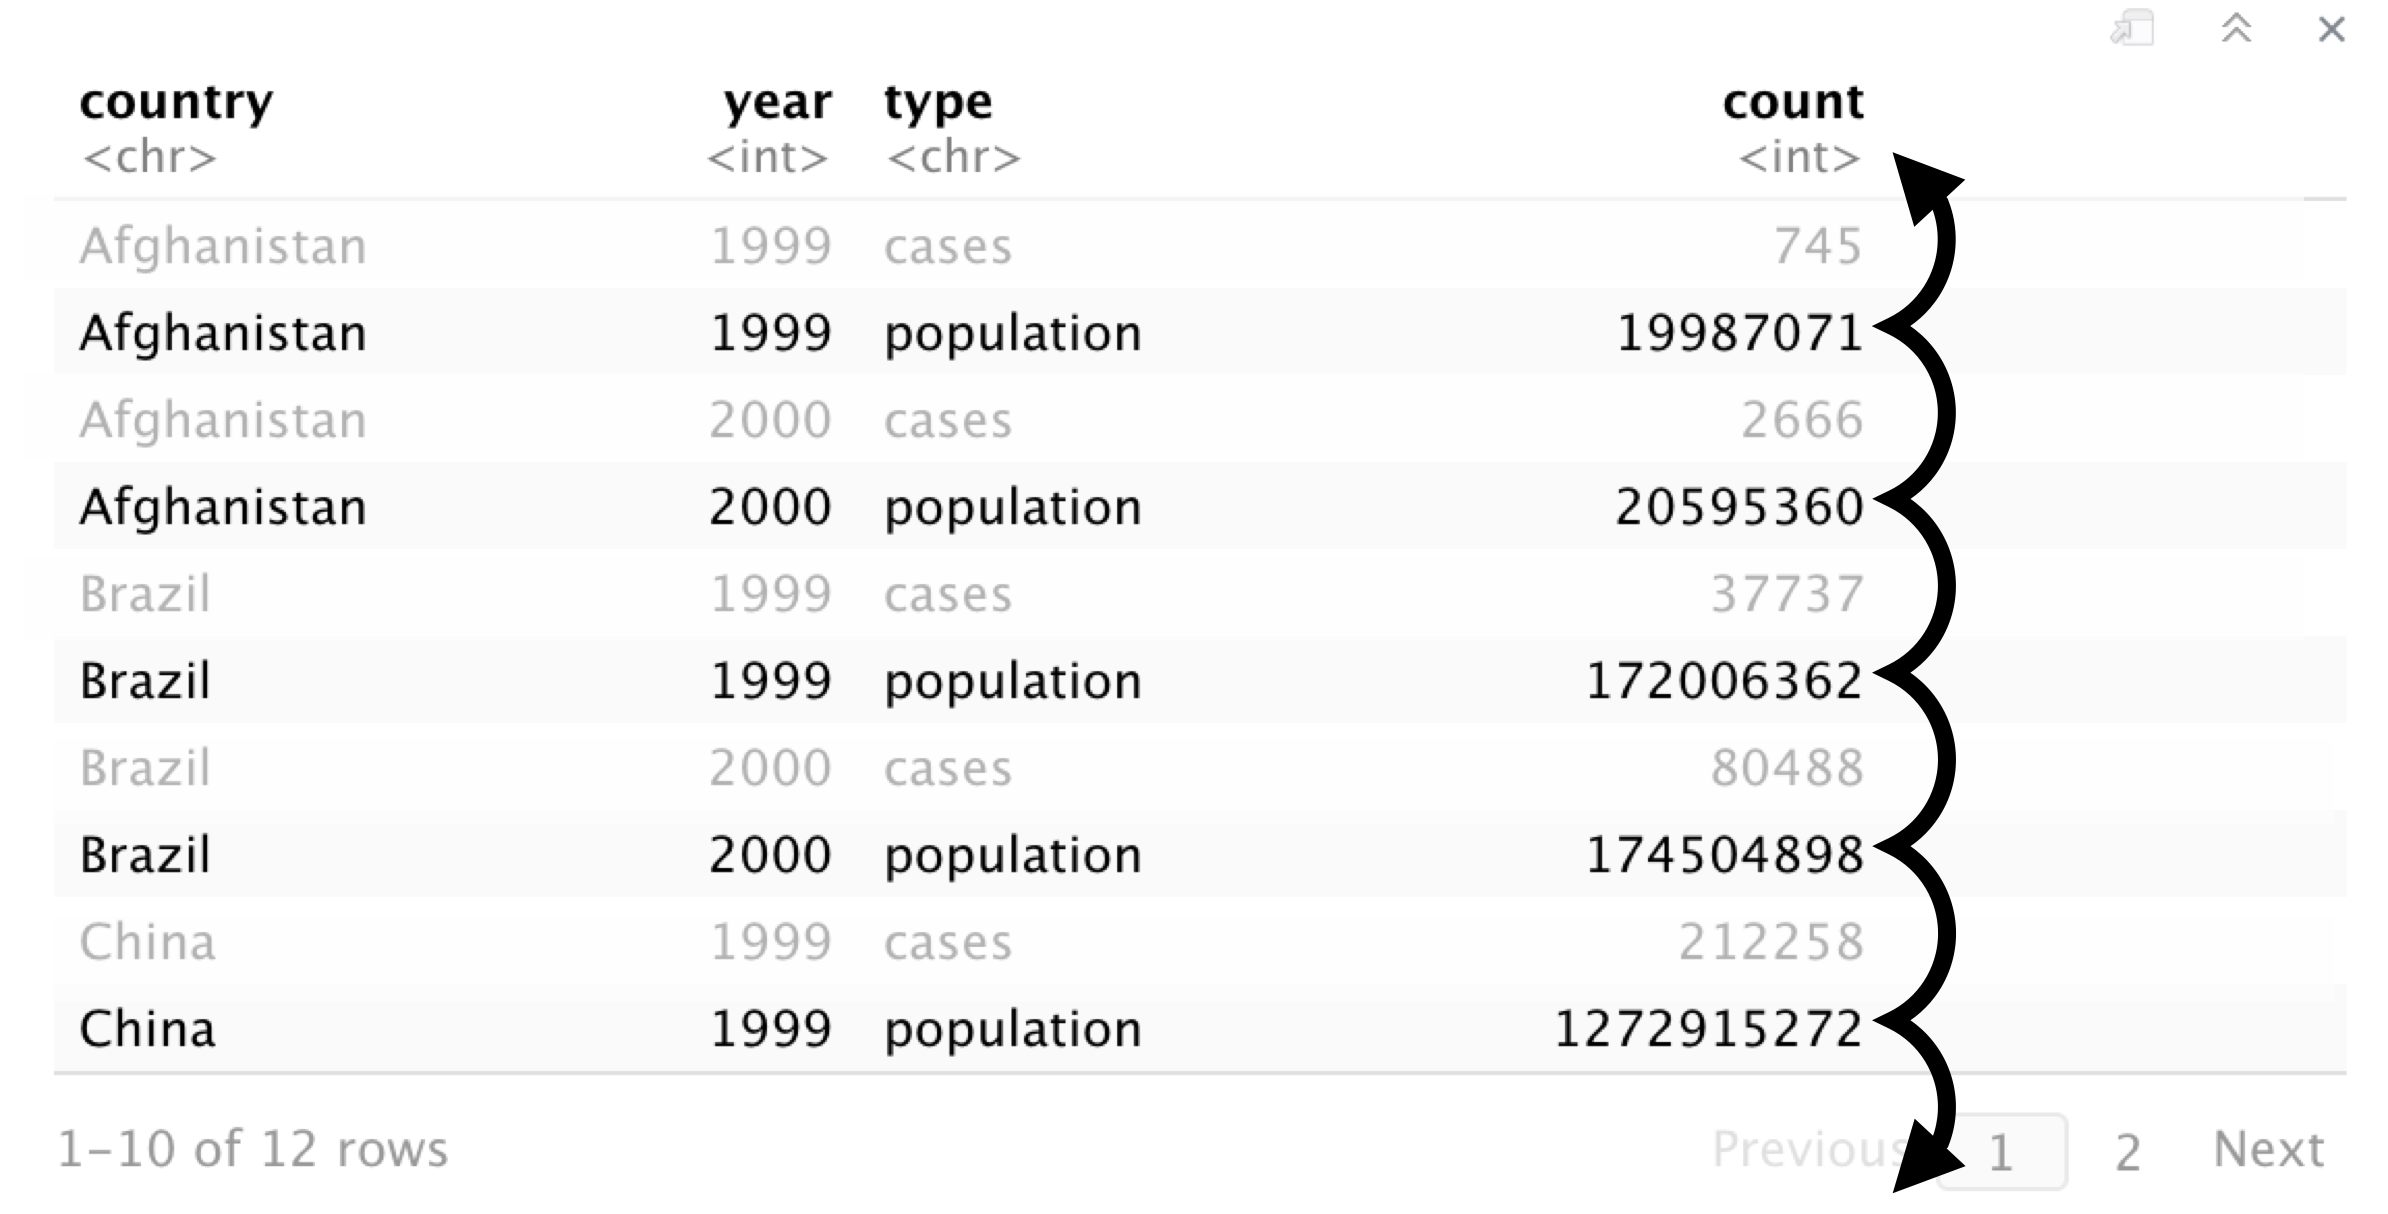 country year type count
<chr> <int> <chr> <int>
Afghanistan 1999 cases 745
Afghanistan 1999 population 19987071
Afghanistan 2000 cases 2666
Afghanistan 2000 population 20595360
Brazil 1999 cases 37737
Brazil 1999 population 172006362
Brazil 2000 cases 80488
Brazil 2000 population 174504898
China 1999 cases 212258
China 1999 population 1272915272
1-10 of 12 rows Previous 1 2 Next